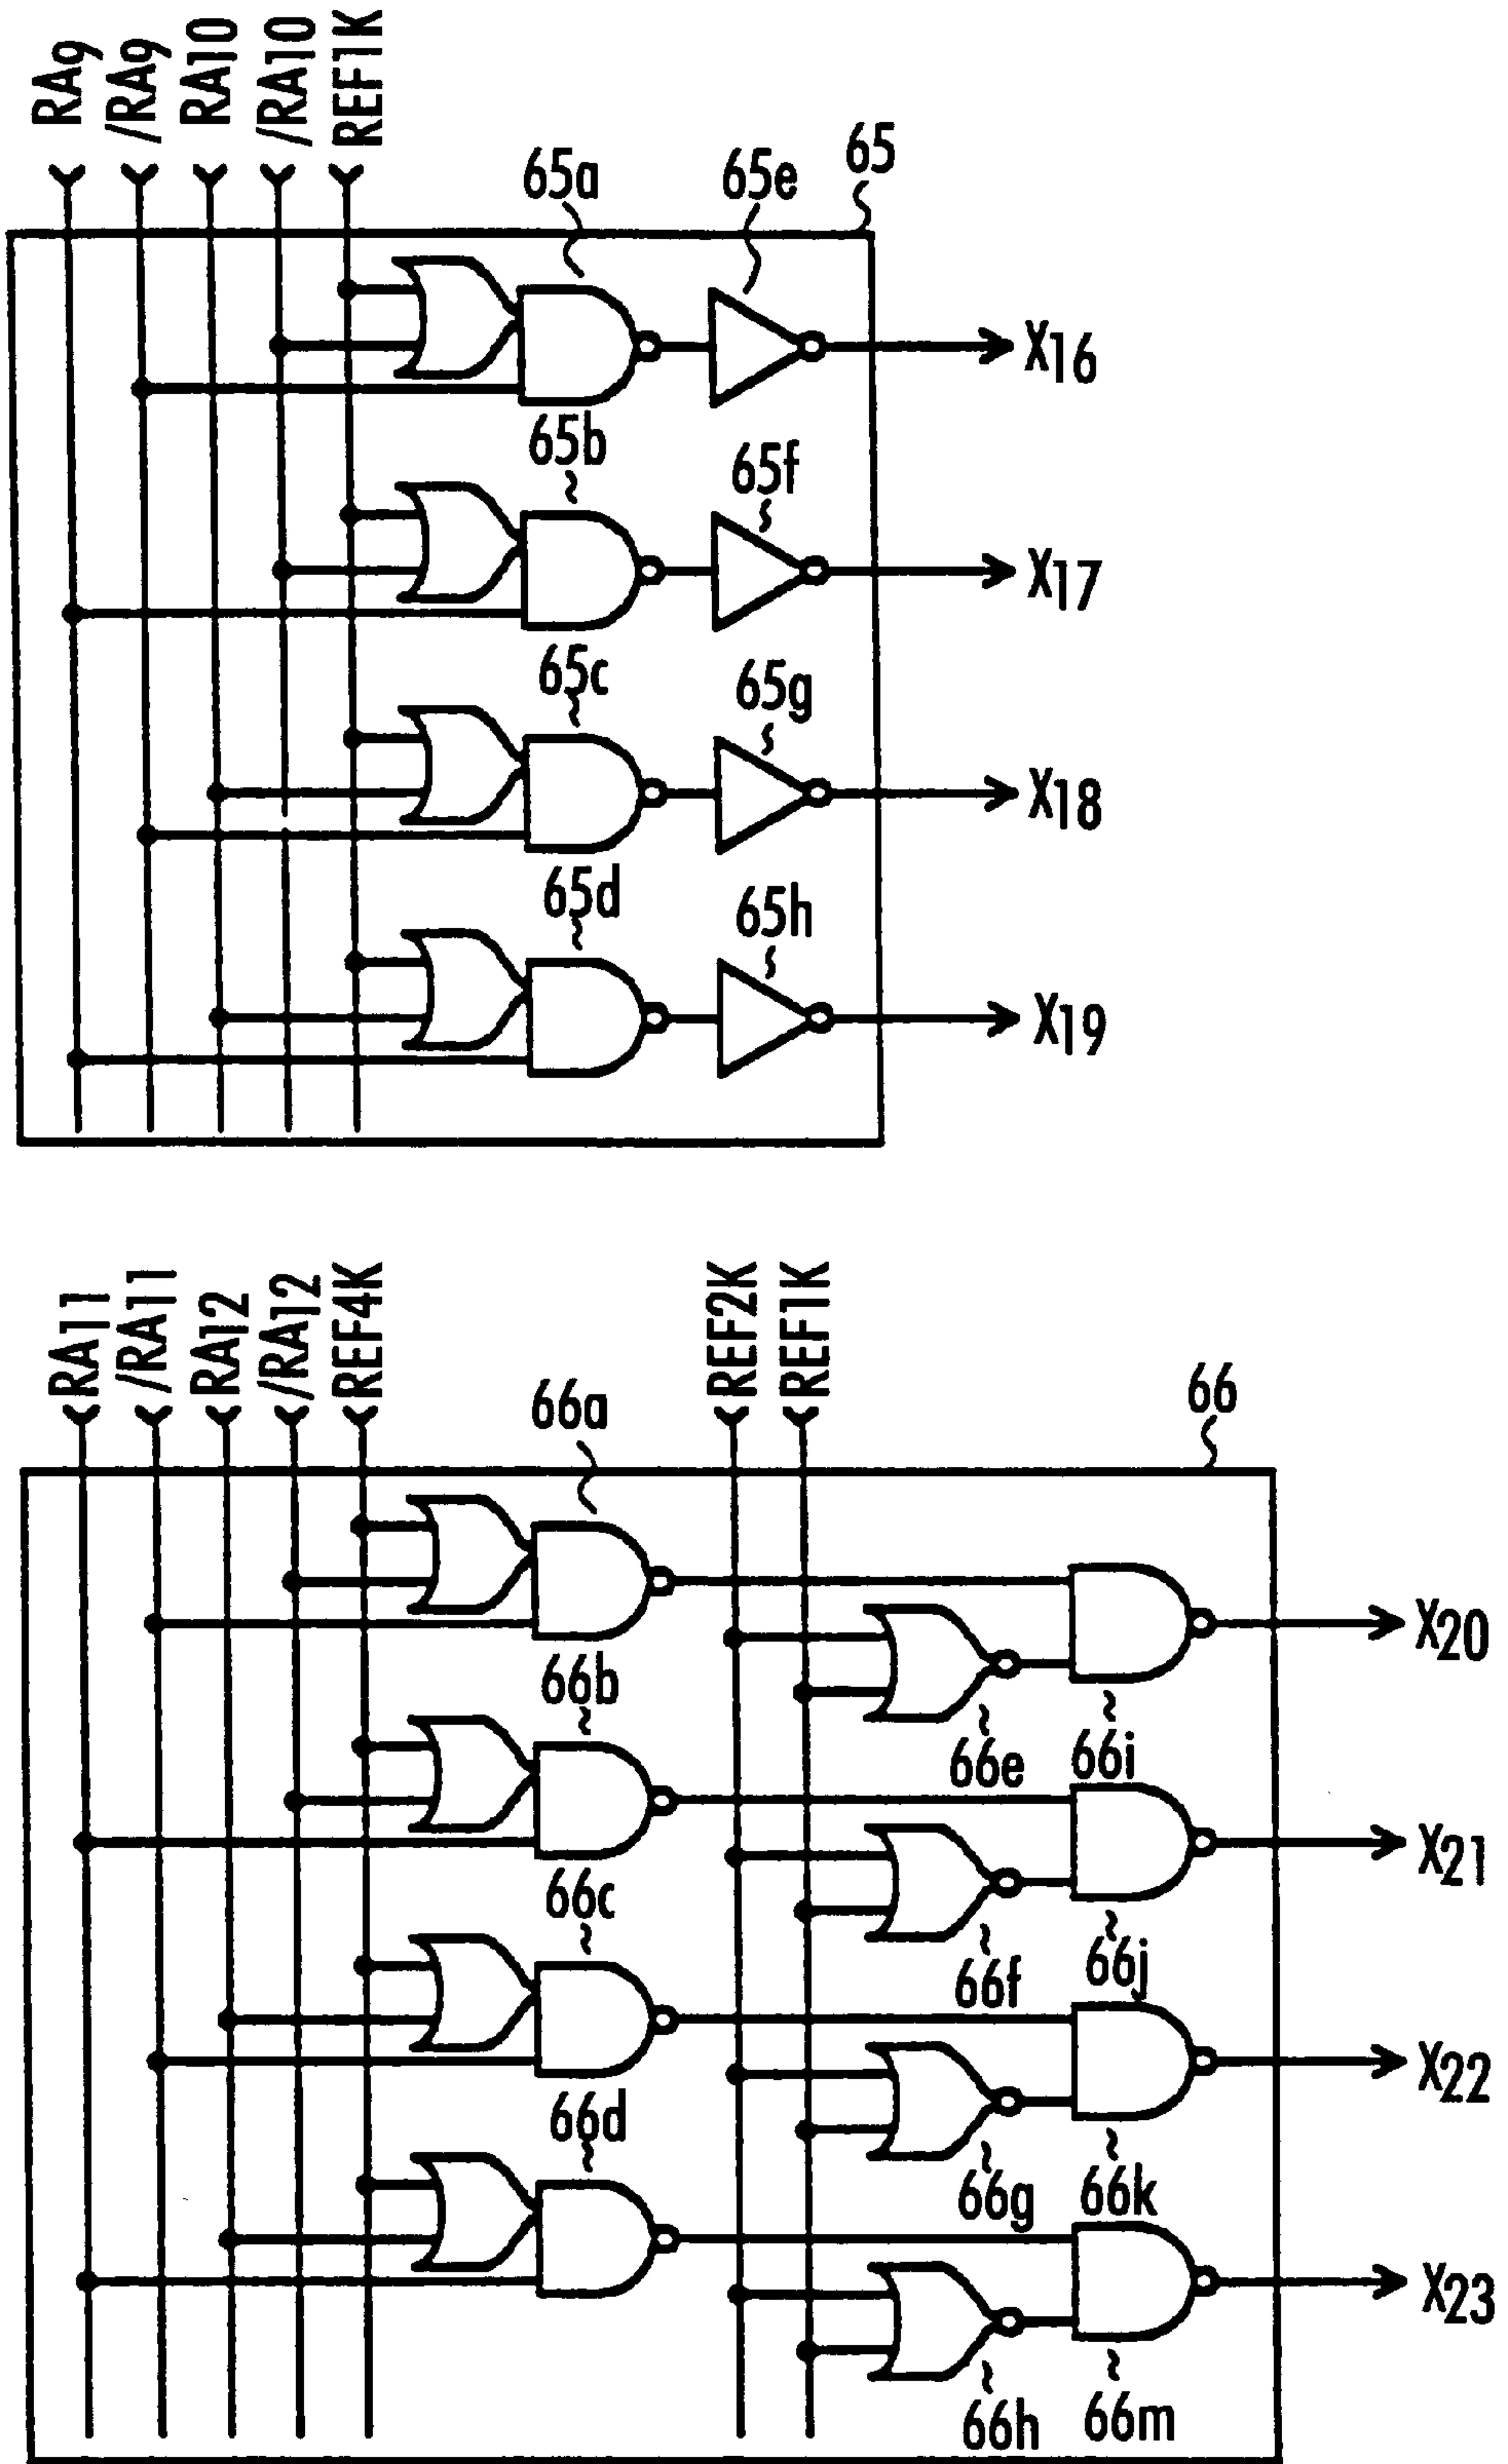 RA9
/RA9
RA10
/RA10
REF1K
65
65a
65e
X16
65b
65f
X17
65c
65g
X18
65d
65h
X19
RA11
/RA11
RA12
/RA12
REF4K
REF2K
REF1K
66
66a
X20
66b
66e
66i
X21
66c
66f
66j
X22
66d
66g
66k
X23
66h
66m